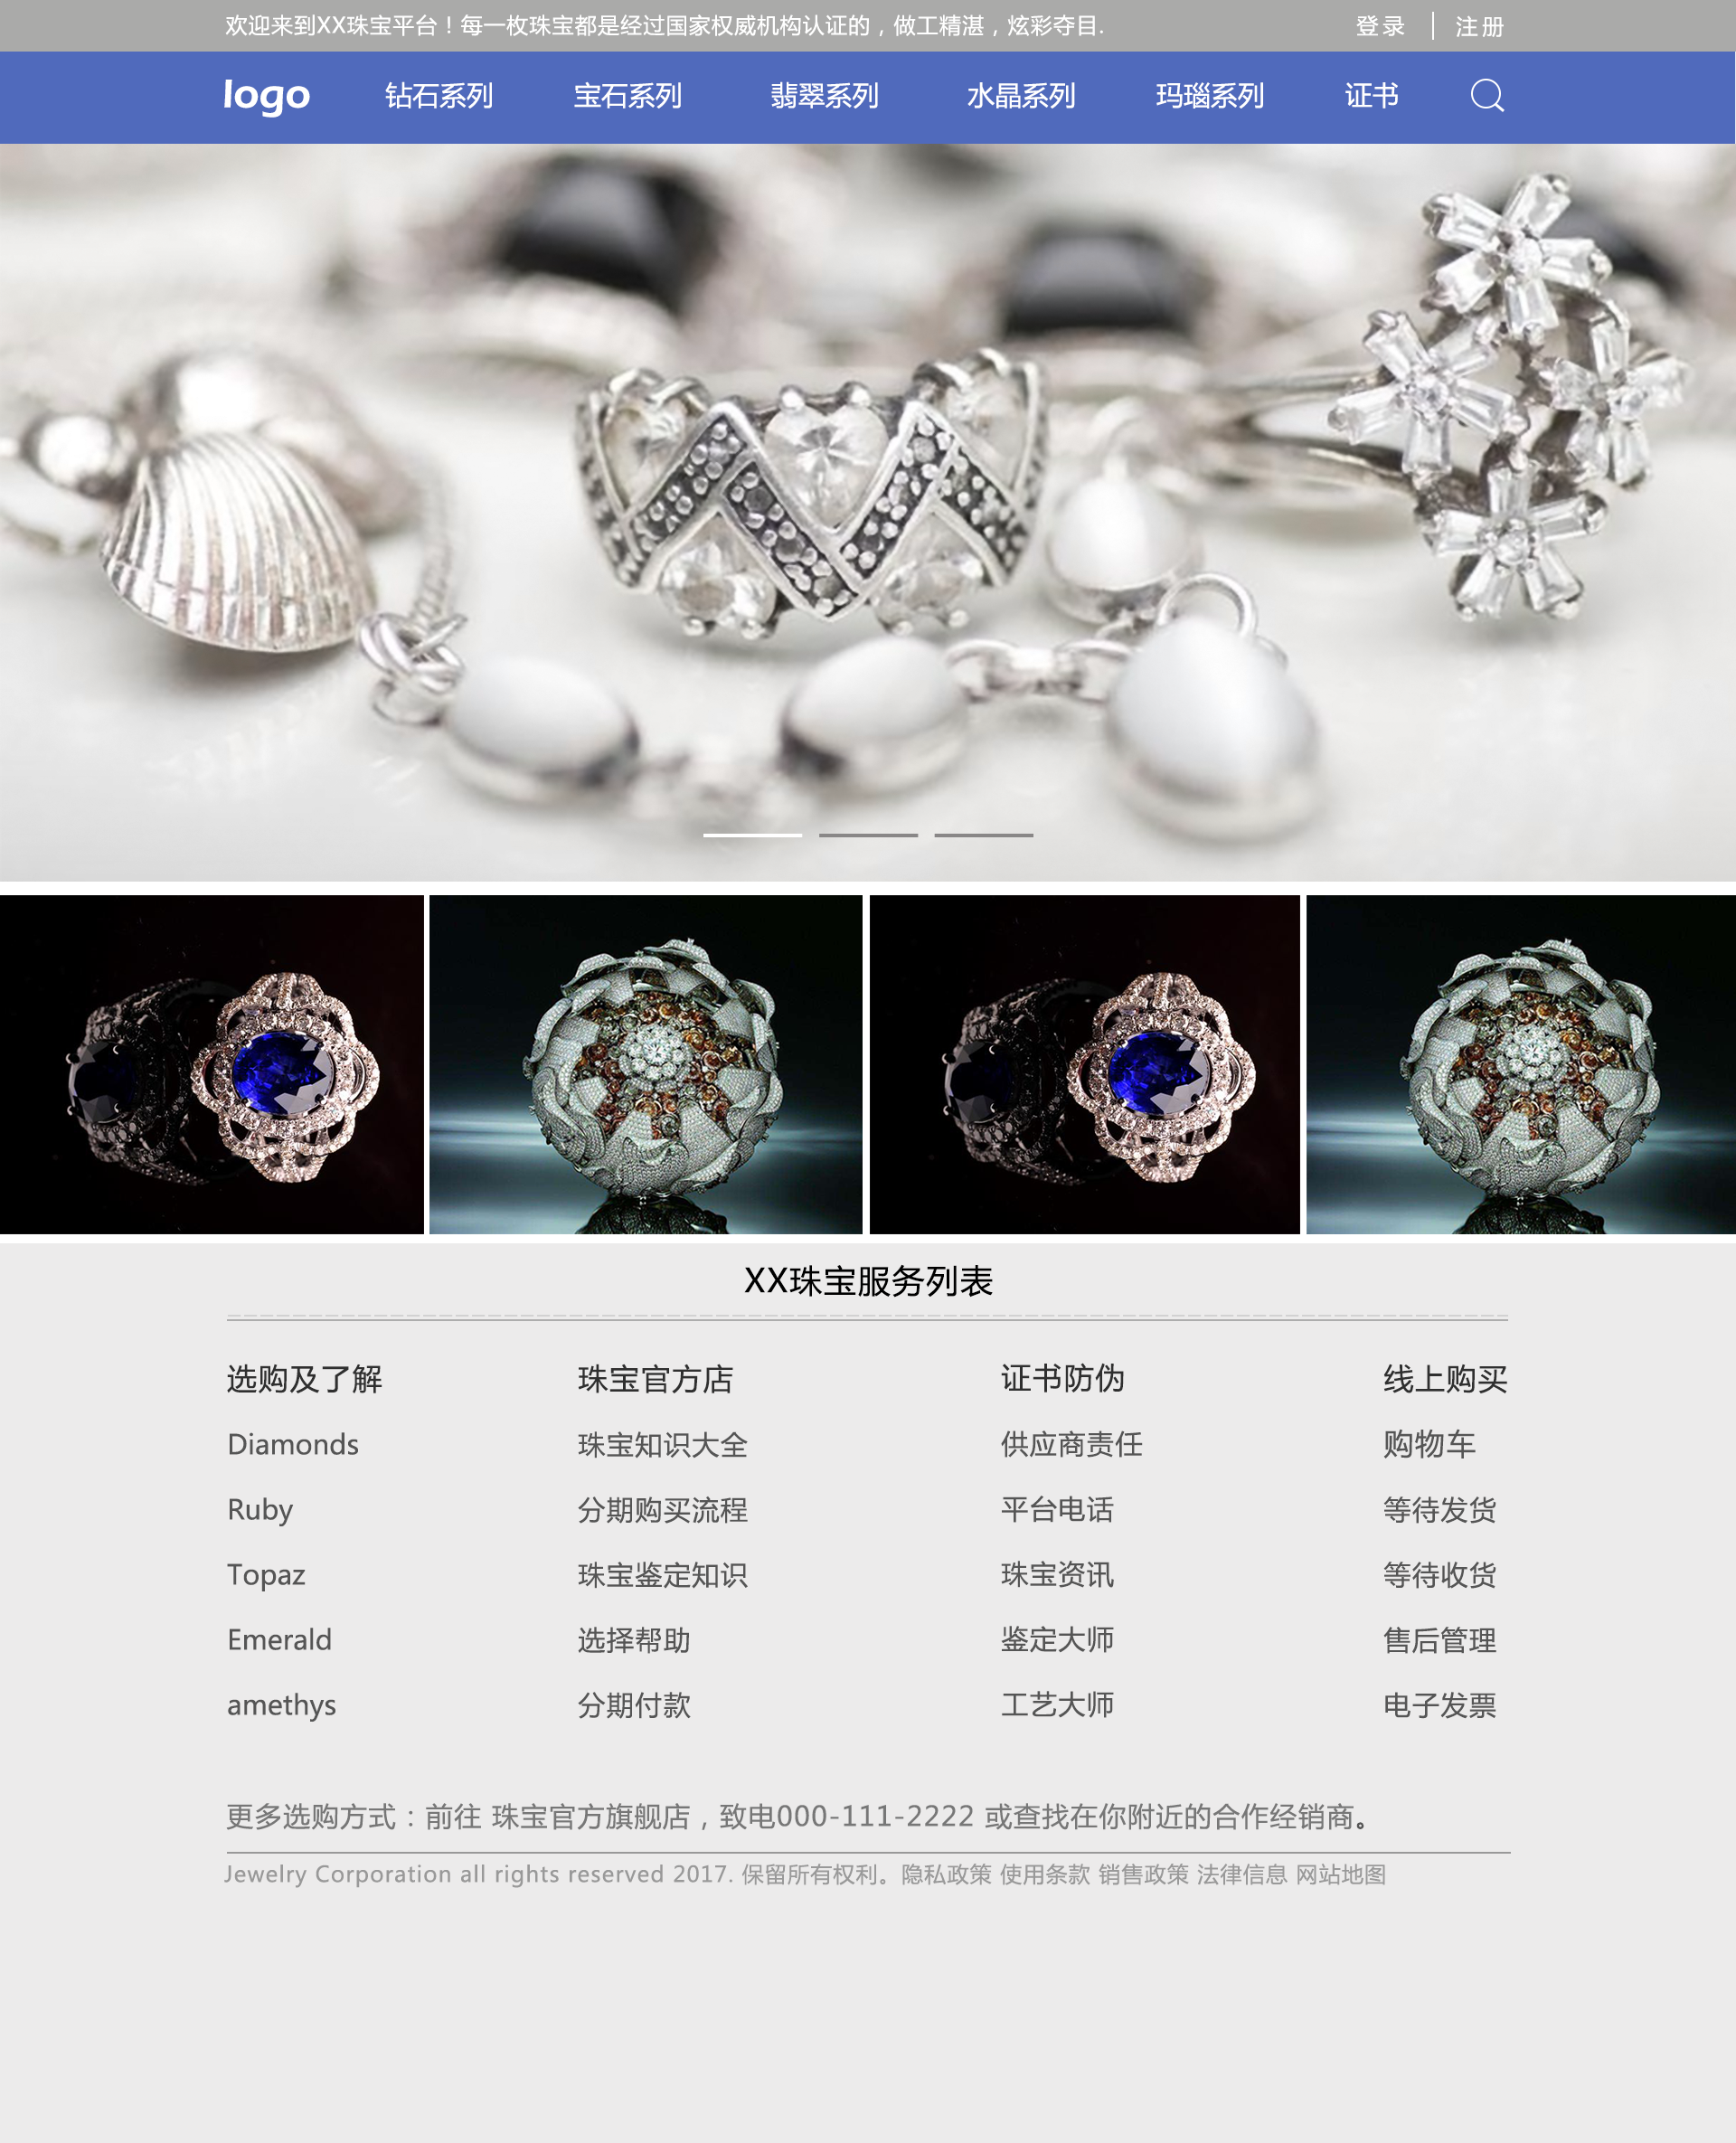 欢迎来到XX珠宝平台！每一枚珠宝都是经过国家权威机构认证的，做工精湛，炫彩夺目.
登录 注册
logo 钻石系列 宝石系列 翡翠系列 水晶系列 玛瑙系列 证书
XX珠宝服务列表
选购及了解 珠宝官方店 证书防伪 线上购买
Diamonds 珠宝知识大全 供应商责任 购物车
Ruby 分期购买流程 平台电话 等待发货
Topaz 珠宝鉴定知识 珠宝资讯 等待收货
Emerald 选择帮助 鉴定大师 售后管理
amethys 分期付款 工艺大师 电子发票
更多选购方式：前往 珠宝官方旗舰店，致电000-111-2222 或查找在你附近的合作经销商。
Jewelry Corporation all rights reserved 2017. 保留所有权利。隐私政策 使用条款 销售政策 法律信息 网站地图